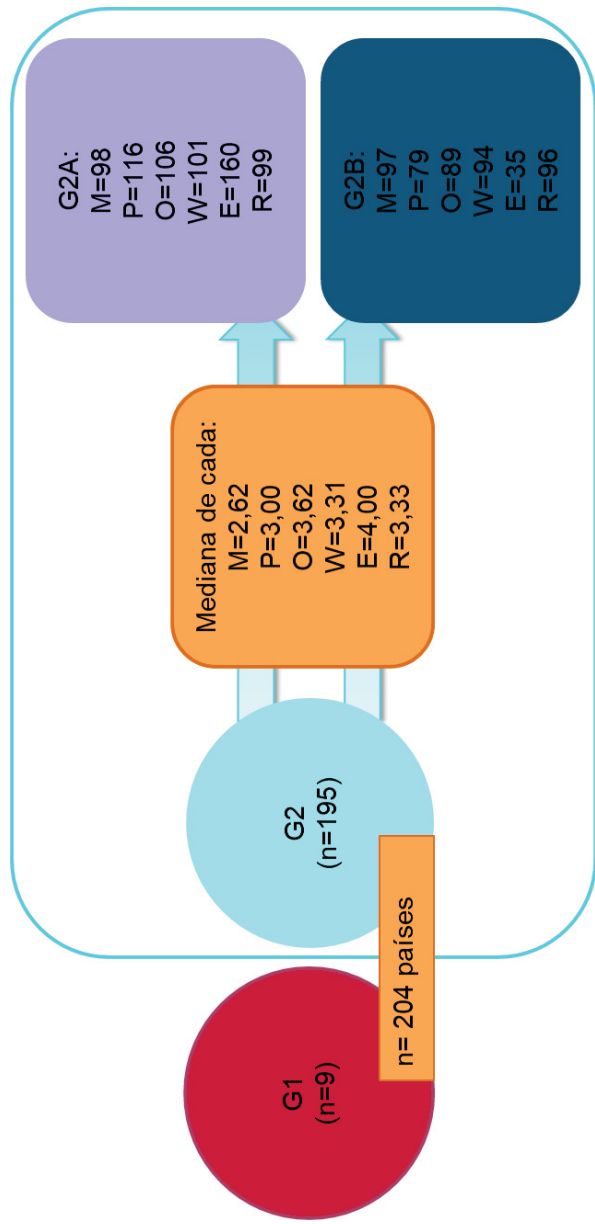 G1
(n=9)
n= 204 países
G2
(n=195)
Mediana de cada:
M=2,62
P=3,00
O=3,62
W=3,31
E=4,00
R=3,33
G2A:
M=98
P=116
O=106
W=101
E=160
R=99
G2B:
M=97
P=79
O=89
W=94
E=35
R=96